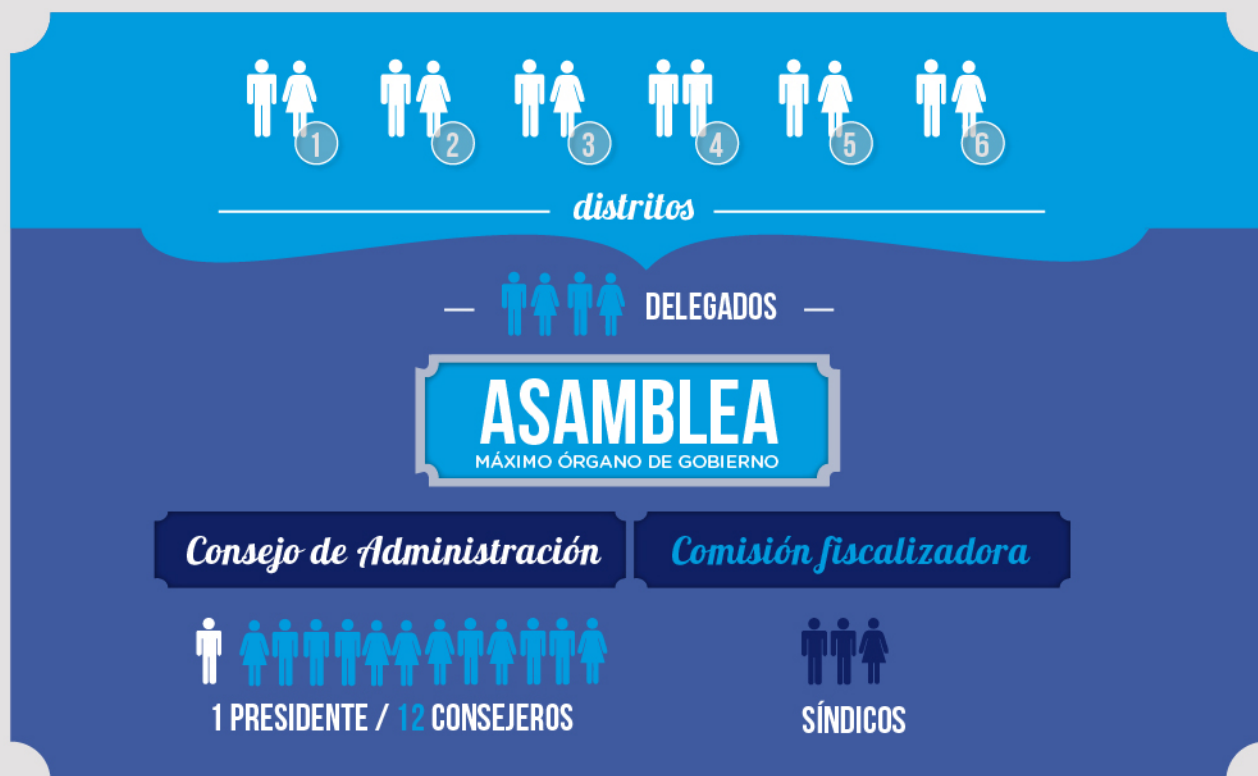 1 2 3 4 5 6
distritos
DELEGADOS
ASAMBLEA
MÁXIMO ÓRGANO DE GOBIERNO
Consejo de Administración
Comisión fiscalizadora
1 PRESIDENTE / 12 CONSEJEROS
SÍNDICOS